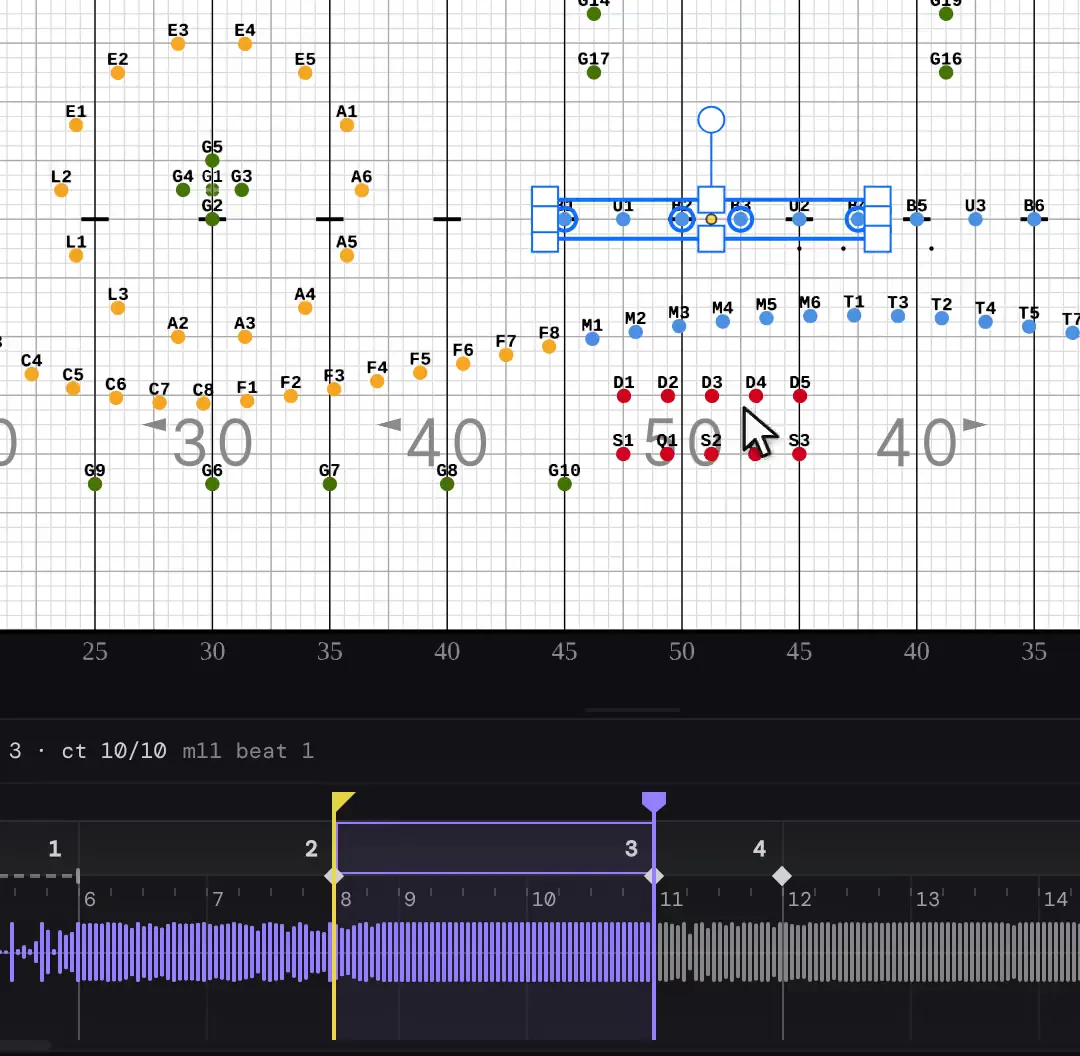 G14 G19
E3 E4
E2 E5 G17 G16
E1 A1
G5
L2 G4 G1 G3 A6
G2 U1 B2 B3 U2 B5 U3 B6
L1 A5
L3 A4
A2 A3 M1 M2 M3 M4 M5 M6 T1 T3 T2 T4 T5 T7
C4 C5 C6 C7 C8 F1 F2 F3 F4 F5 F6 F7 F8
D1 D2 D3 D4 D5
S1 Q1 S2 S3
0 30 40 50 40
G9 G6 G7 G8 G10
25 30 35 40 45 50 45 40 35
3 · ct 10/10 m11 beat 1
1 2 3 4
6 7 8 9 10 11 12 13 14